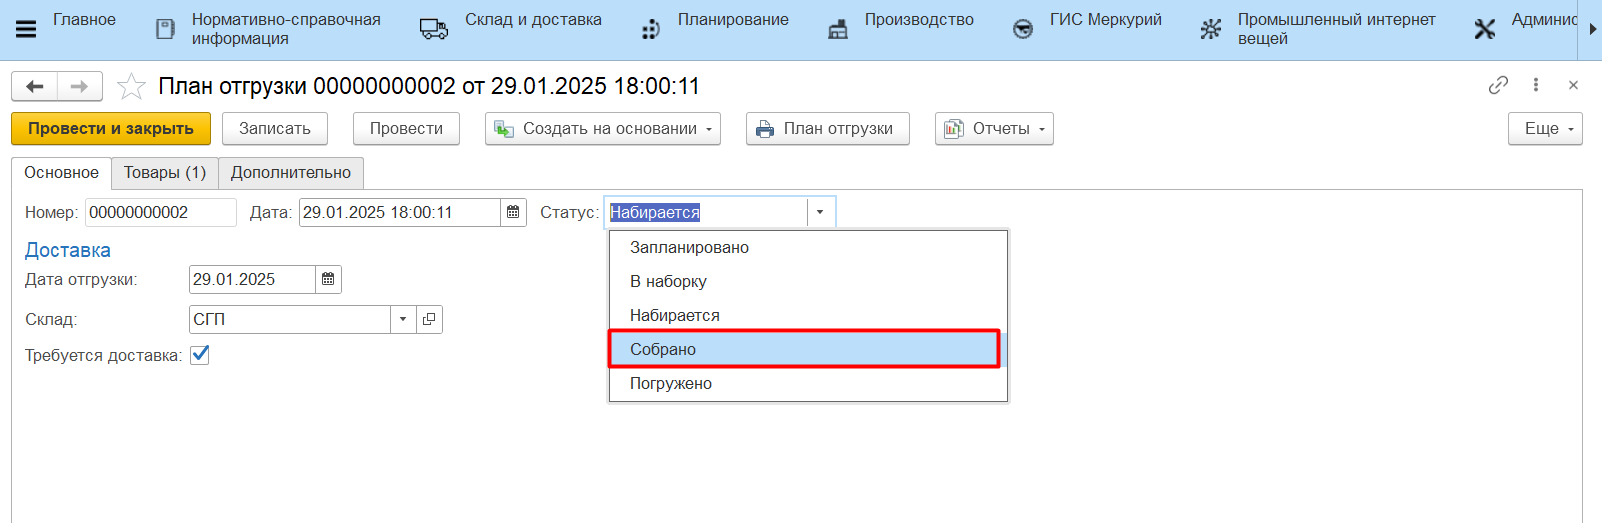 Главное
Нормативно-справочная
информация
Склад и доставка
Планирование
Производство
ГИС Меркурий
Промышленный интернет
вещей
Админис
План отгрузки 00000000002 от 29.01.2025 18:00:11
Провести и закрыть
Записать
Провести
Создать на основании
План отгрузки
Отчеты
Еще
Основное
Товары (1)
Дополнительно
Номер: 00000000002 Дата: 29.01.2025 18:00:11 Статус: Набирается
Доставка
Запланировано
В наборку
Набирается
Собрано
Погружено
Дата отгрузки: 29.01.2025
Склад: СГП
Требуется доставка: